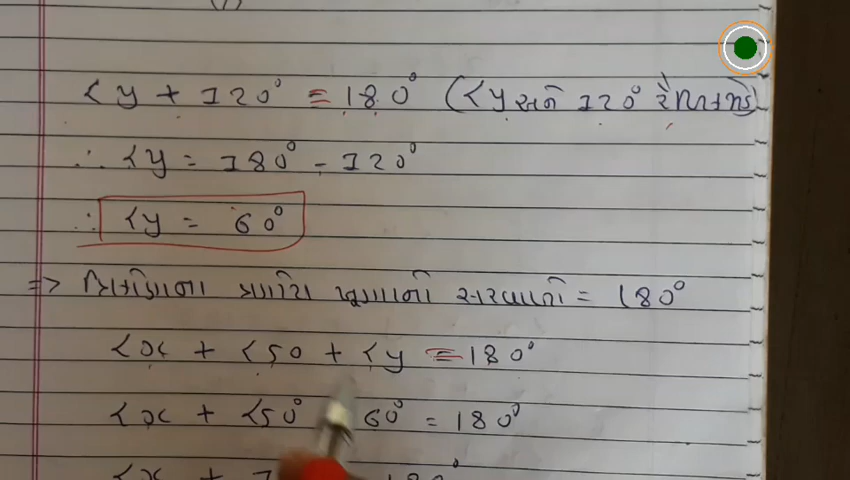 <y + 120° = 180° (<y અને 120° રૈખિક)
∴ <y = 180° - 120°
∴ <y = 60°
=> ત્રિકોણના ત્રણેય ખૂણાનો સરવાળો = 180°
<x + <50 + <y = 180°
<x + <50° 60° = 180°
<x +